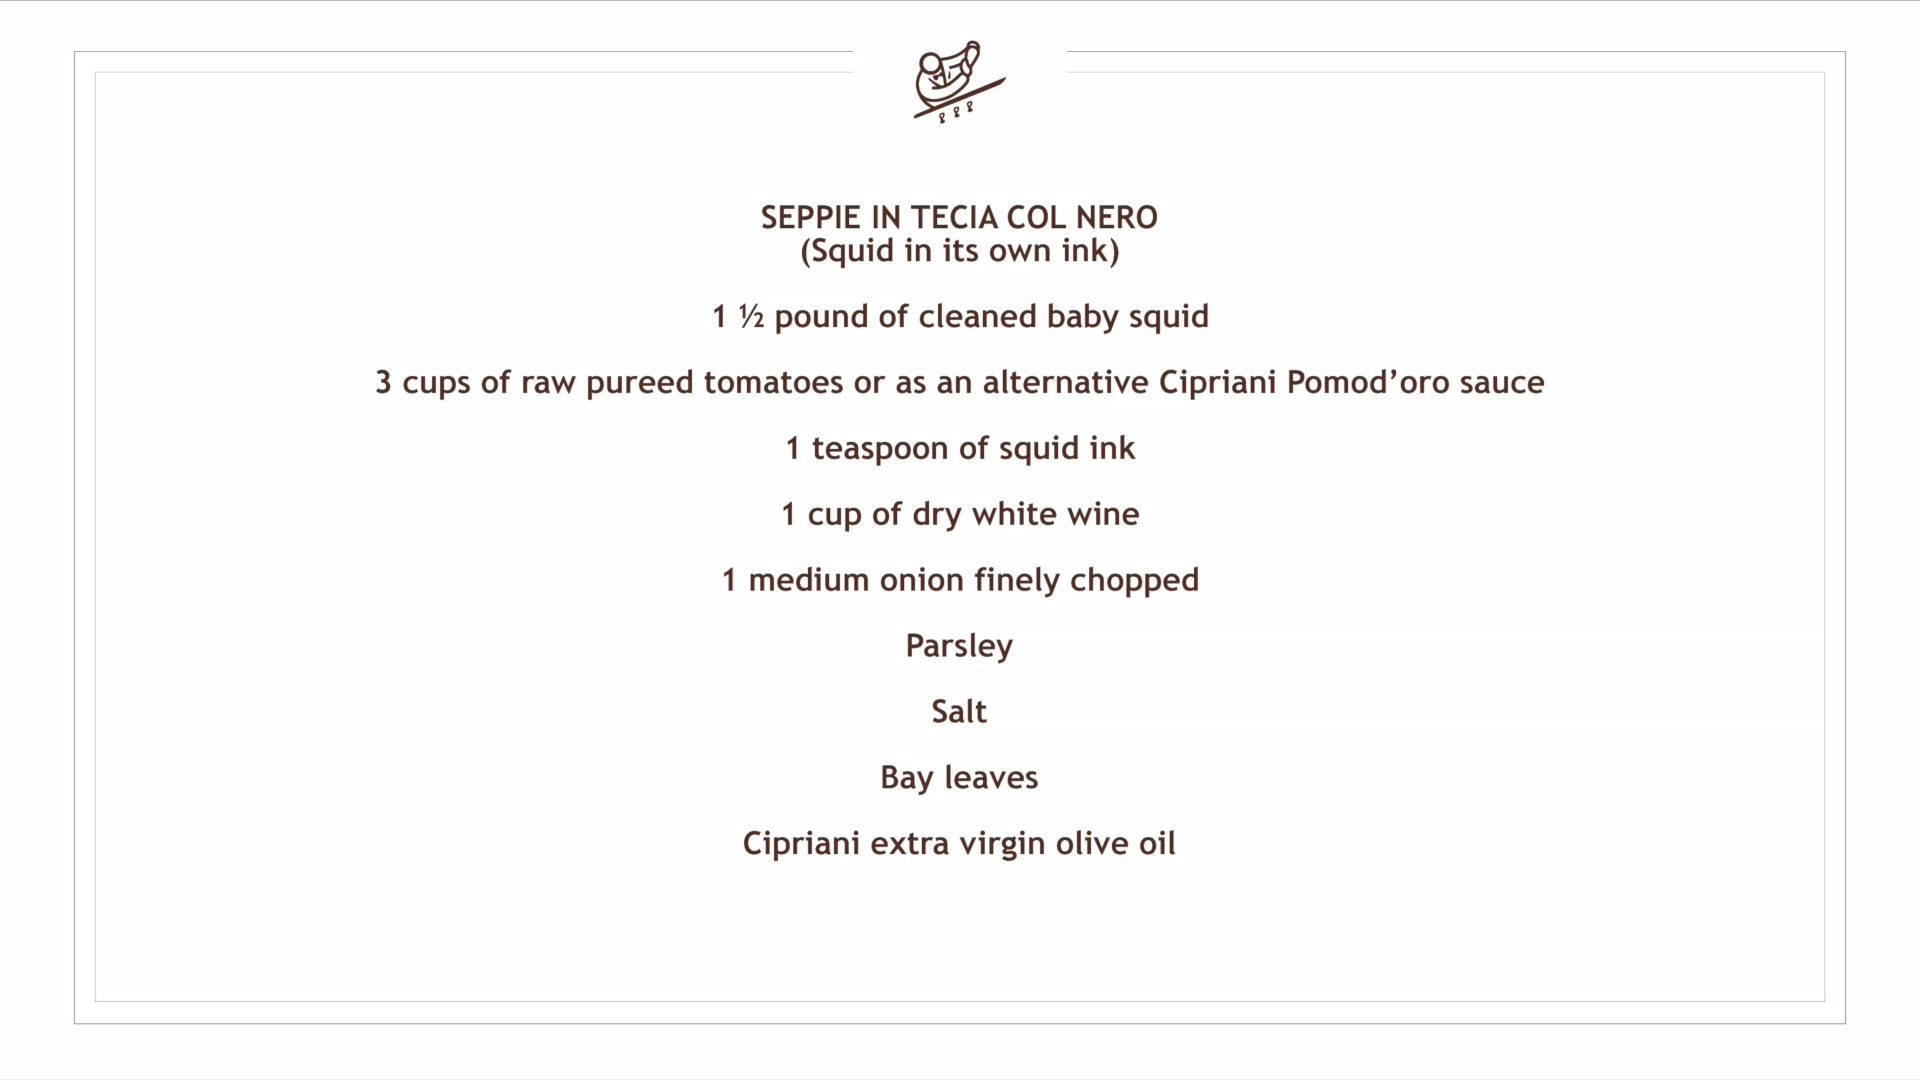 SEPPIE IN TECIA COL NERO
(Squid in its own ink)
1 ½ pound of cleaned baby squid
3 cups of raw pureed tomatoes or as an alternative Cipriani Pomod’oro sauce
1 teaspoon of squid ink
1 cup of dry white wine
1 medium onion finely chopped
Parsley
Salt
Bay leaves
Cipriani extra virgin olive oil